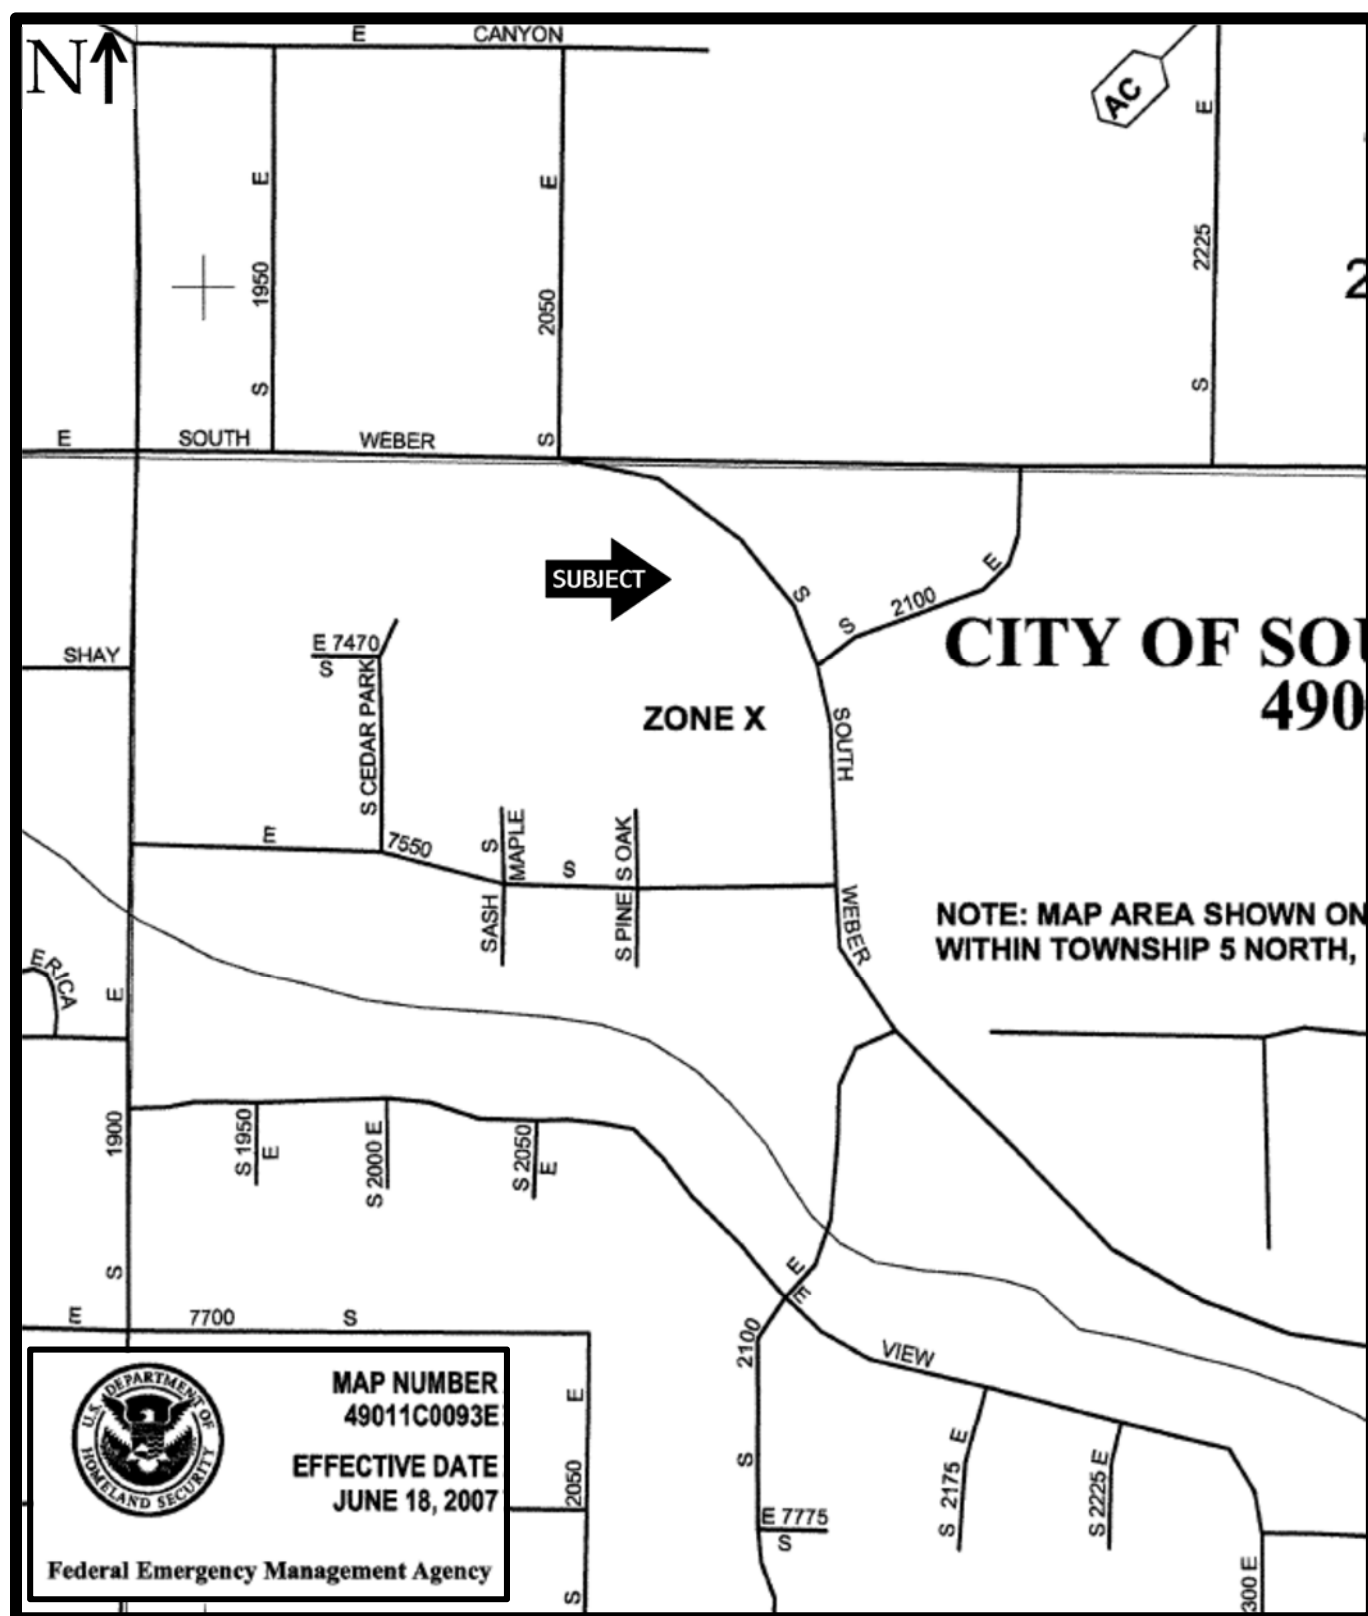 N
E CANYON
AC
S 1950 E
S 2050 E
S 2225 E
2
E SOUTH WEBER
SUBJECT
S
S 2100 E
CITY OF SOU
490
SHAY
E 7470
S
S CEDAR PARK
ZONE X
SOUTH
WEBER
E 7550 S
S MAPLE
S ASH
S OAK
S PINE
NOTE: MAP AREA SHOWN ON
WITHIN TOWNSHIP 5 NORTH,
ERICA
S 1900 E
S 1950
E
S 2000 E
S 2050
E
E 7700 S
S 2100 E
E VIEW
S 2050 E
S 2175 E
S 2225 E
E 7775
S
300 E
U.S. DEPARTMENT OF
HOMELAND SECURITY
MAP NUMBER
49011C0093E
EFFECTIVE DATE
JUNE 18, 2007
Federal Emergency Management Agency